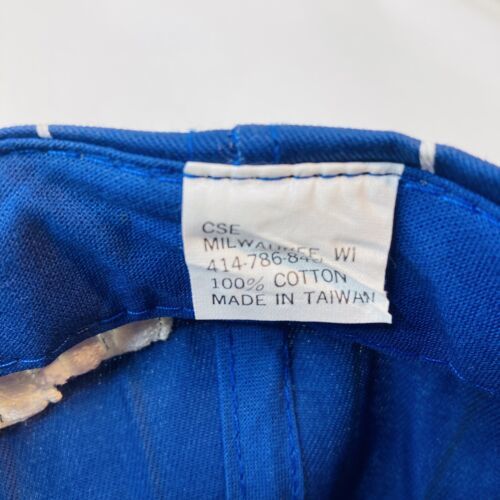 CSE
MILWAUKEE, WI
414-786-84
100% COTTON
MADE IN TAIWAN